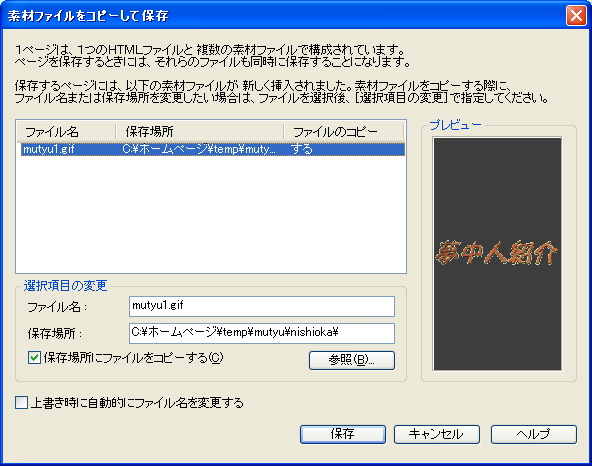 素材ファイルをコピーして保存
1ページは、1つのHTMLファイルと 複数の素材ファイルで構成されています。
ページを保存するときには、それらのファイルも同時に保存することになります。
保存するページには、以下の素材ファイルが 新しく挿入されました。素材ファイルをコピーする際に、
ファイル名または保存場所を変更したい場合は、ファイルを選択後、[選択項目の変更]で指定してください。
ファイル名 保存場所 ファイルのコピー
mutyu1.gif C:¥ホームページ¥temp¥muty... する
プレビュー
夢中人紹介
選択項目の変更
ファイル名： mutyu1.gif
保存場所： C:¥ホームページ¥temp¥mutyu¥nishioka¥
保存場所にファイルをコピーする(C) 参照(B)...
上書き時に自動的にファイル名を変更する
保存 キャンセル ヘルプ